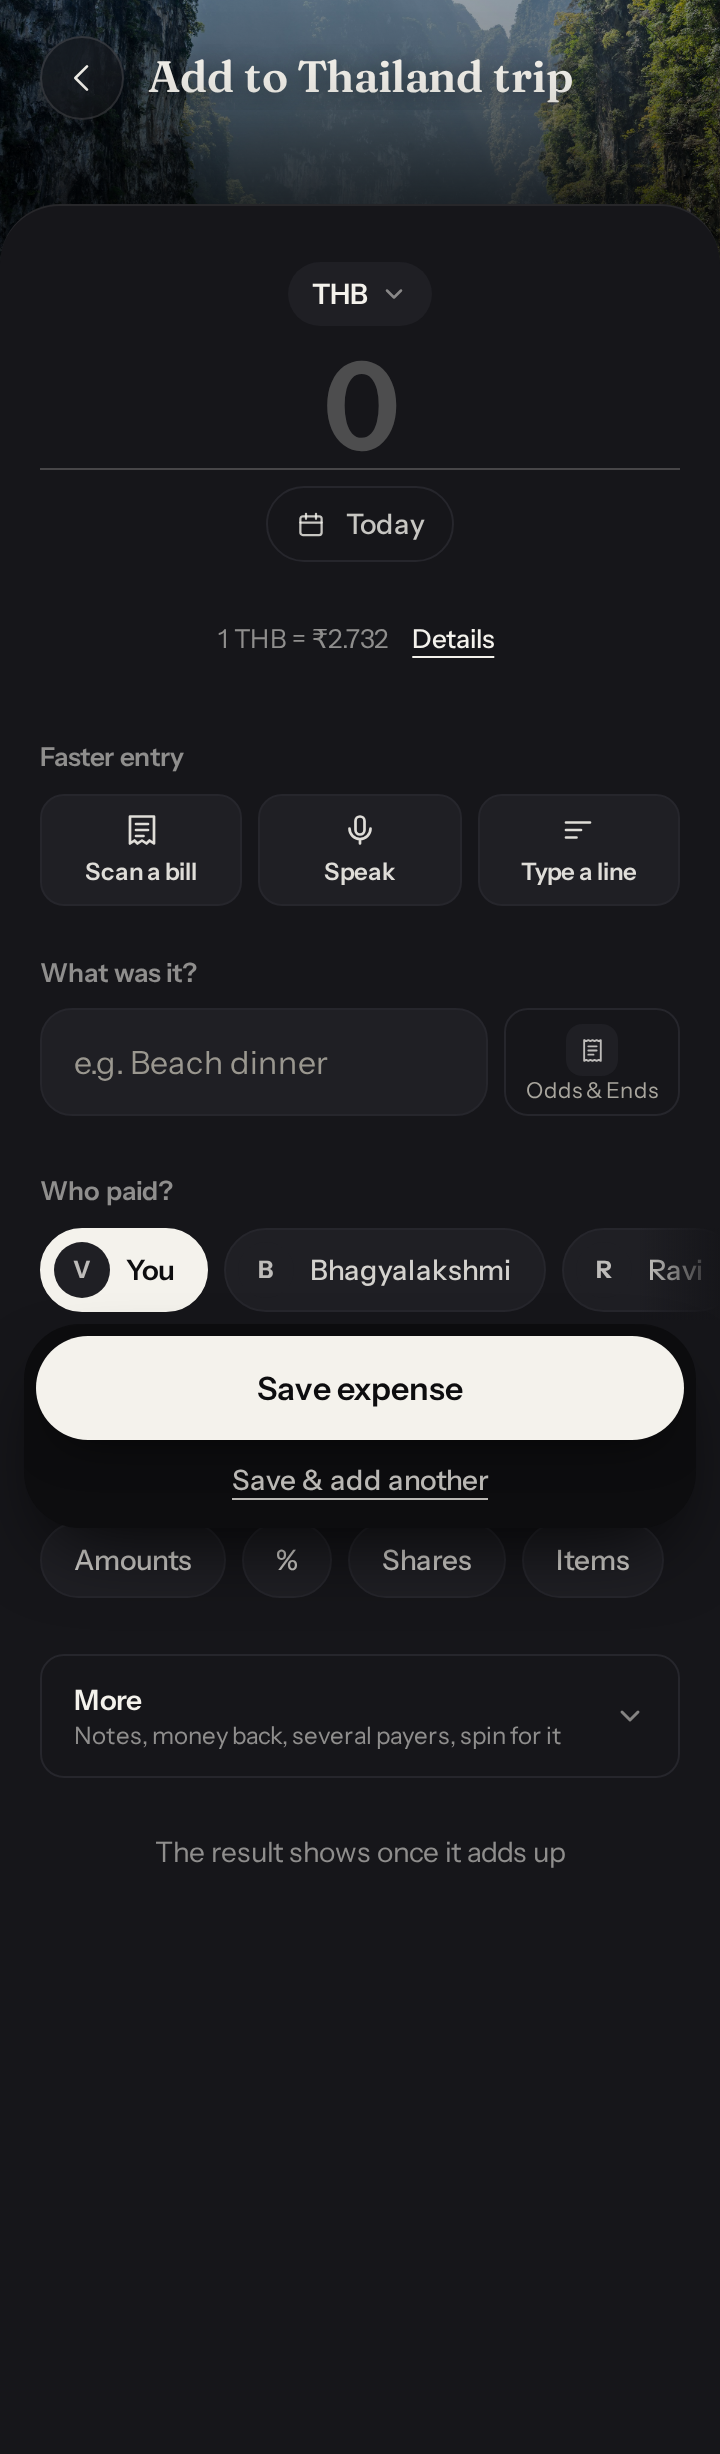 Add to Thailand trip
THB
0
Today
1 THB = ₹2.732 Details
Faster entry
Scan a bill
Speak
Type a line
What was it?
e.g. Beach dinner
Odds & Ends
Who paid?
V You
B Bhagyalakshmi
R Ravi
Save expense
Save & add another
Amounts
%
Shares
Items
More
Notes, money back, several payers, spin for it
The result shows once it adds up